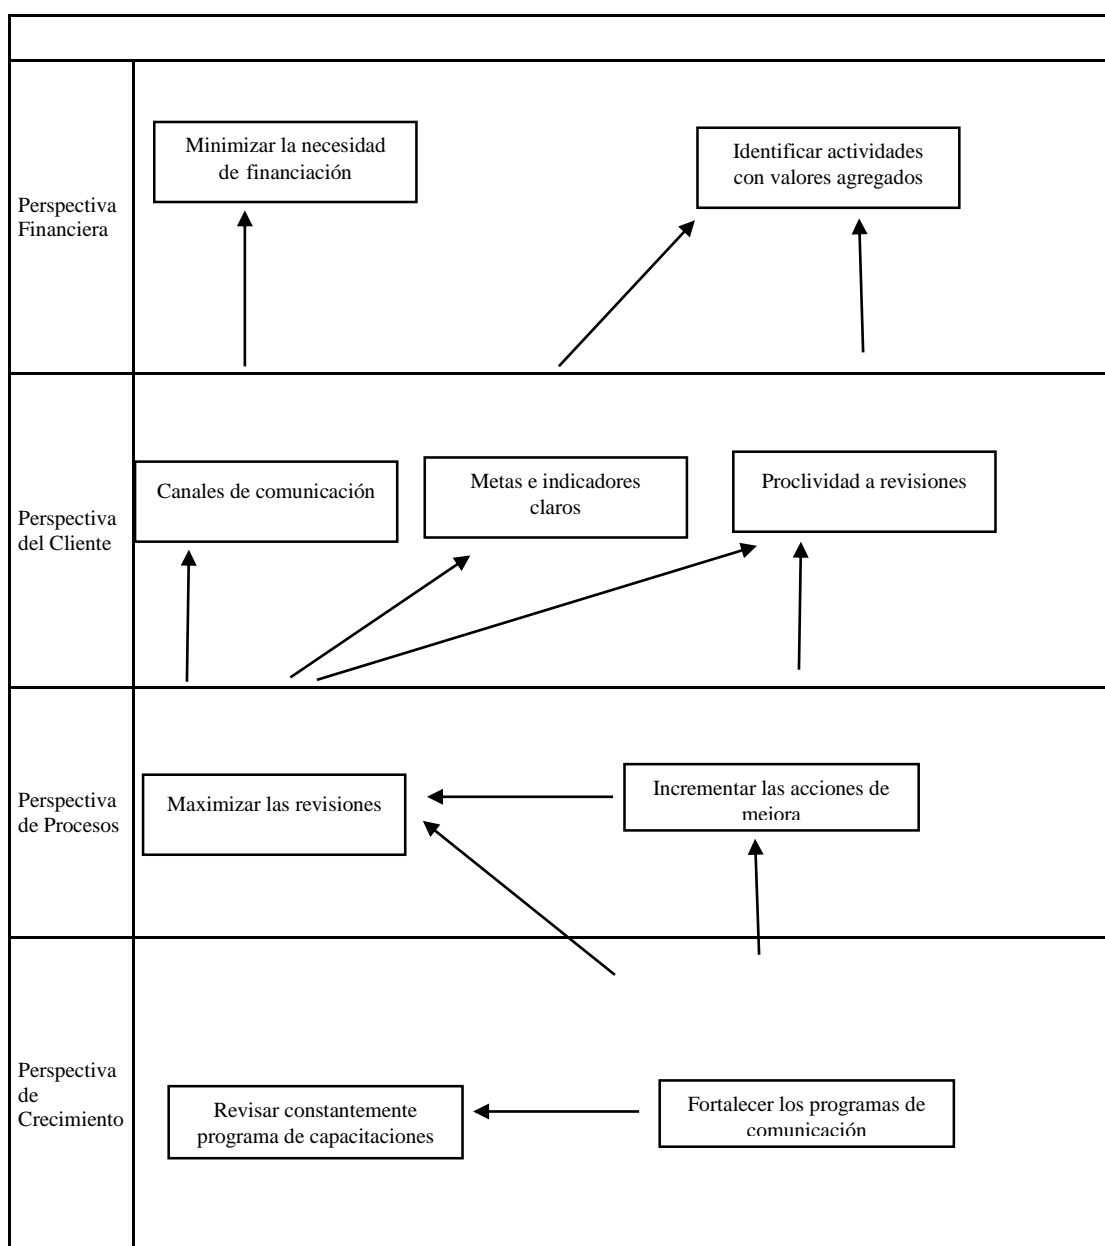 Perspectiva
Financiera
Minimizar la necesidad
de financiación
Identificar actividades
con valores agregados
Perspectiva
del Cliente
Canales de comunicación
Metas e indicadores
claros
Proclividad a revisiones
Perspectiva
de Procesos
Maximizar las revisiones
Incrementar las acciones de
mejora
Perspectiva
de
Crecimiento
Revisar constantemente
programa de capacitaciones
Fortalecer los programas de
comunicación